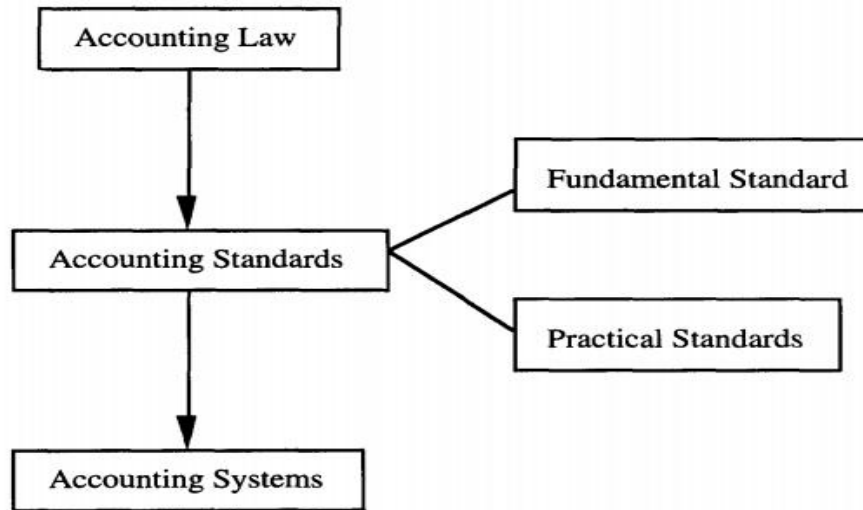 Accounting Law
Fundamental Standard
Accounting Standards
Practical Standards
Accounting Systems